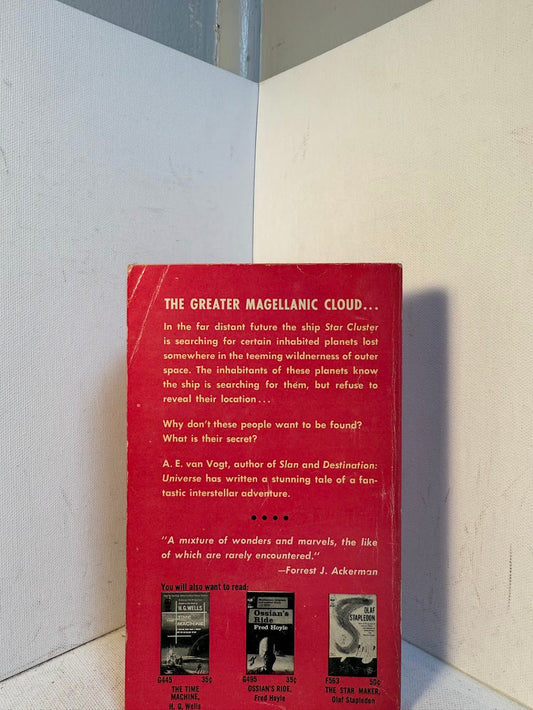 THE GREATER MAGELLANIC CLOUD...
In the far distant future the ship Star Cluster
is searching for certain inhabited planets lost
somewhere in the teeming wildnerness of outer
space. The inhabitants of these planets know
the ship is searching for them, but refuse to
reveal their location...
Why don't these people want to be found?
What is their secret?
A. E. van Vogt, author of Slan and Destination:
Universe has written a stunning tale of a fan-
tastic interstellar adventure.
"A mixture of wonders and marvels, the like
of which are rarely encountered."
—Forrest J. Ackerman
You will also want to read:
H.G. WELLS
TIME
MACHINE
Ossian's
Ride
Fred Hoyle
OLAF
STAPLEDON
G445 35¢ G495 35¢ F563 50¢
THE TIME
MACHINE,
H. G. Wells
OSSIAN'S RIDE,
Fred Hoyle
THE STAR MAKER,
Olaf Stapleden